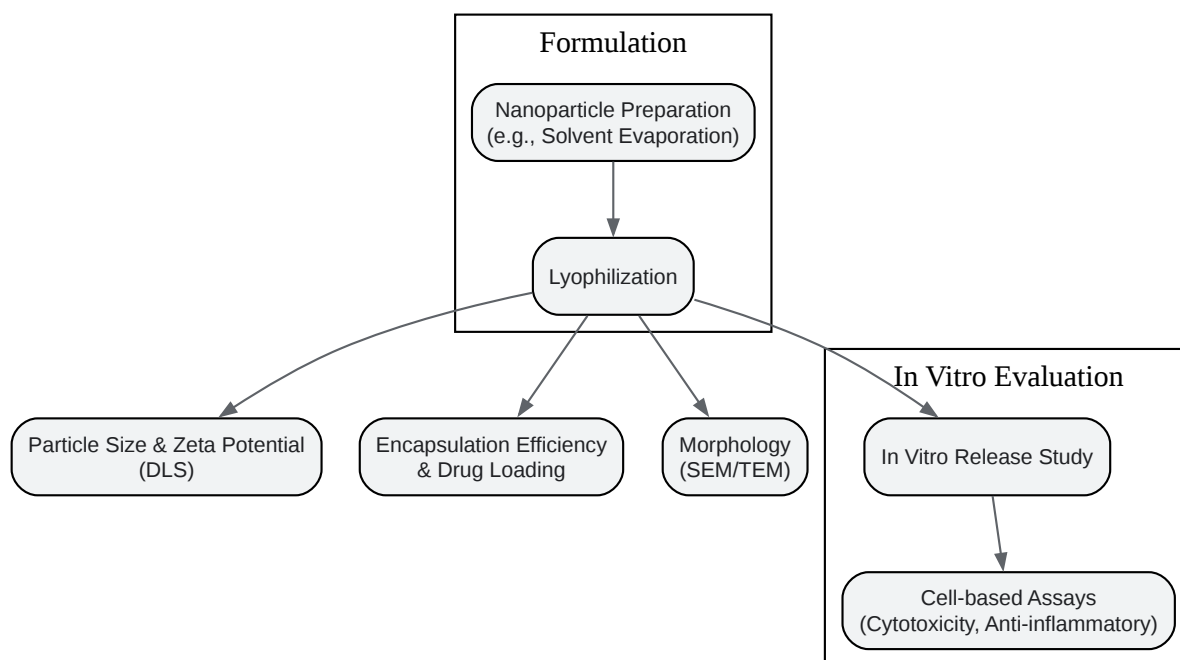 Formulation
Nanoparticle Preparation
(e.g., Solvent Evaporation)
Lyophilization
In Vitro Evaluation
Particle Size & Zeta Potential
(DLS)
Encapsulation Efficiency
& Drug Loading
Morphology
(SEM/TEM)
In Vitro Release Study
Cell-based Assays
(Cytotoxicity, Anti-inflammatory)